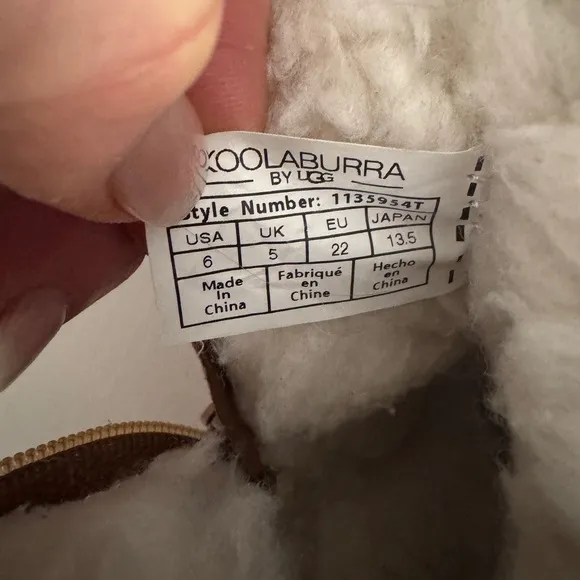 KOOLABURRA
BY UGG
Style Number: 1135954T
USA UK EU JAPAN
6 5 22 13.5
Made In China Fabriqué en Chine Hecho en China